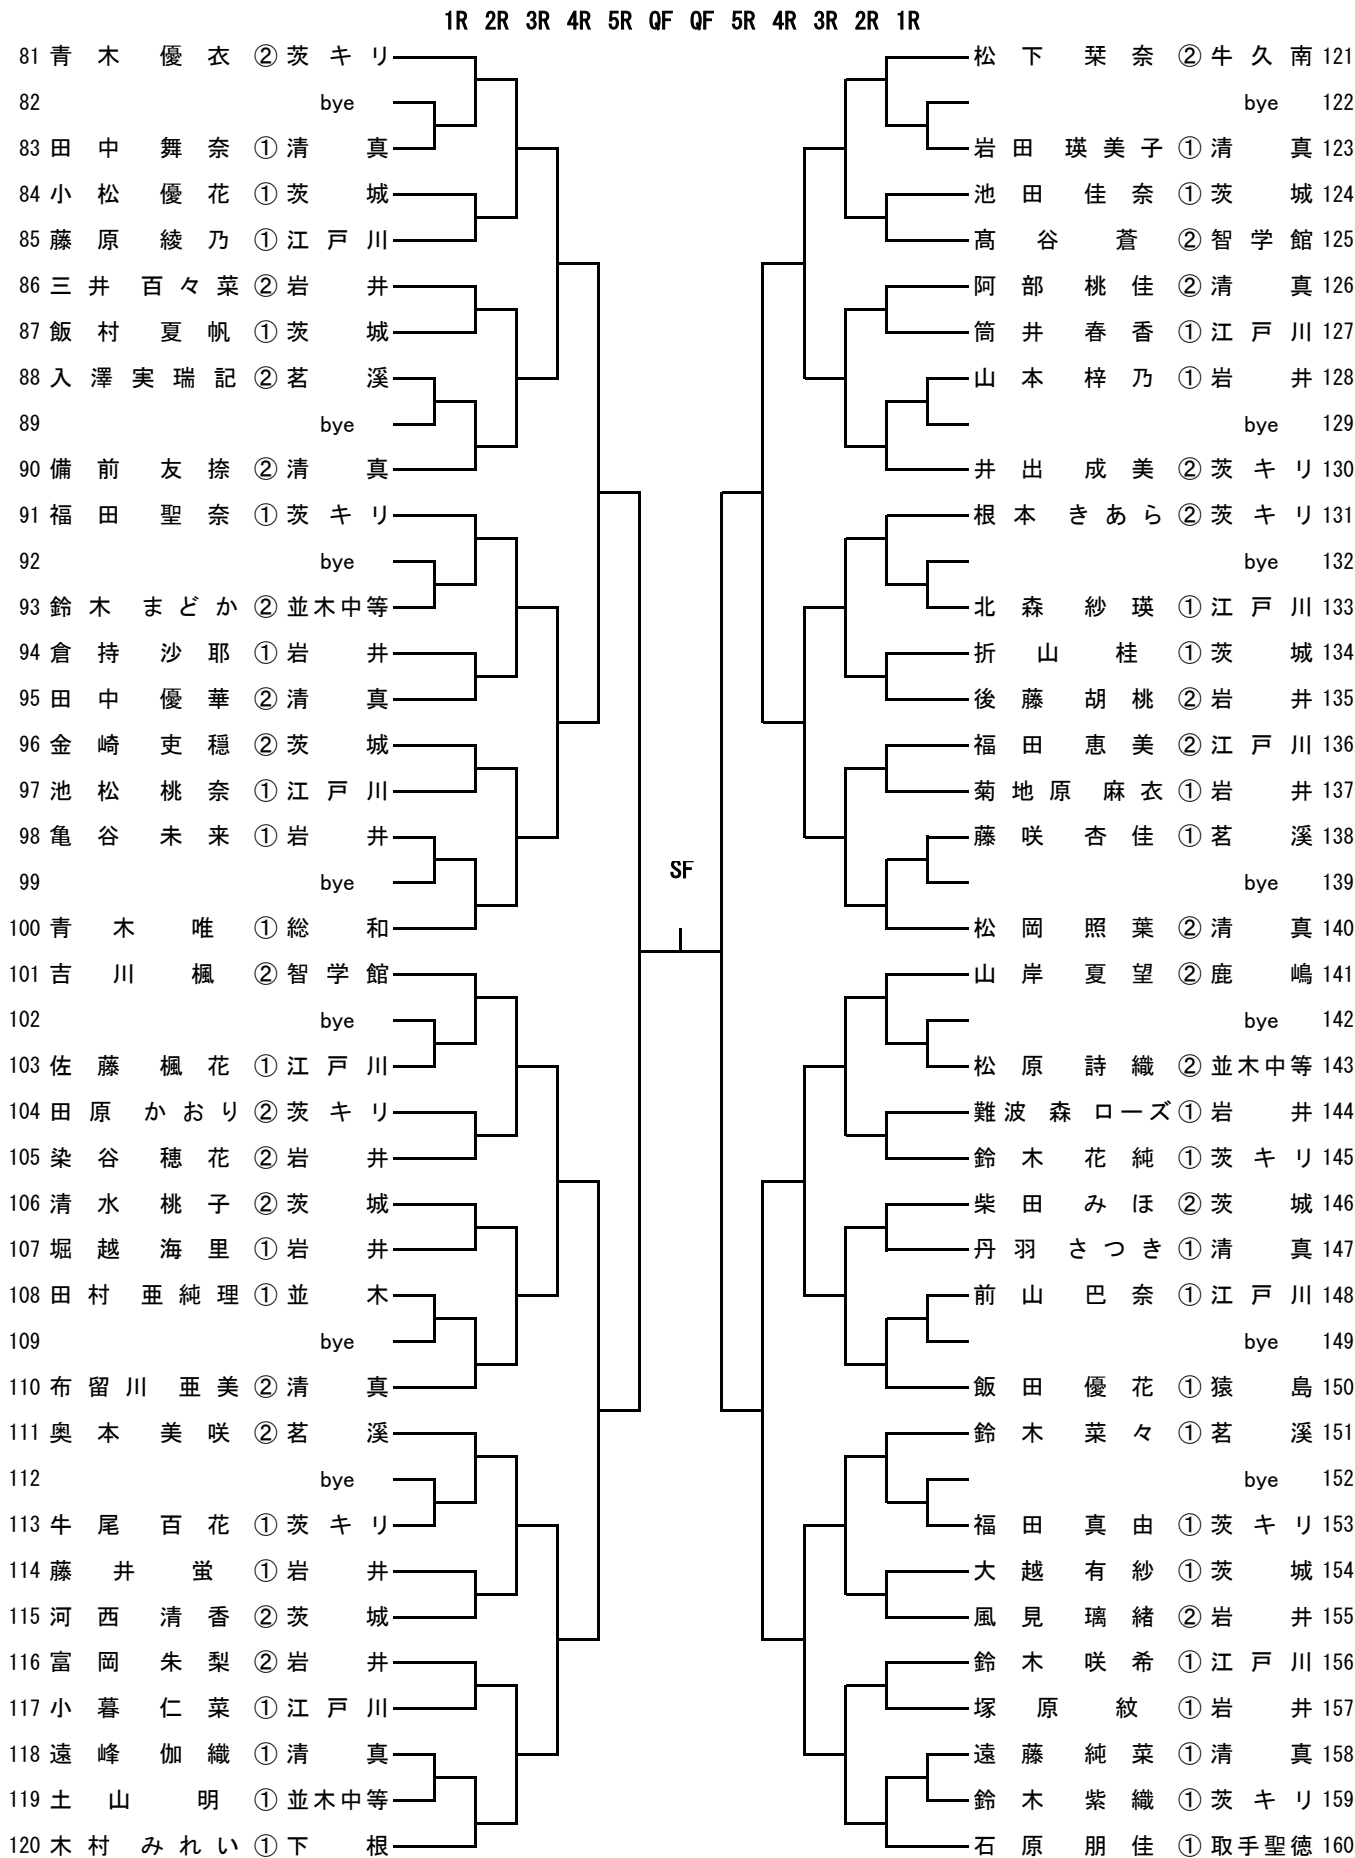 1R 2R 3R 4R 5R QF QF 5R 4R 3R 2R 1R
81 青木 優衣 ② 茨キリ
82 bye
83 田中 舞奈 ① 清真
84 小松 優花 ① 茨城
85 藤原 綾乃 ① 江戸川
86 三井 百々菜 ② 岩井
87 飯村 夏帆 ① 茨城
88 入澤 実瑞記 ② 茗溪
89 bye
90 備前 友捺 ② 清真
91 福田 聖奈 ① 茨キリ
92 bye
93 鈴木 まどか ② 並木中等
94 倉持 沙耶 ① 岩井
95 田中 優華 ② 清真
96 金崎 吏穏 ② 茨城
97 池松 桃奈 ① 江戸川
98 亀谷 未来 ① 岩井
99 bye
100 青木 唯 ① 総和
101 吉川 楓 ② 智学館
102 bye
103 佐藤 楓花 ① 江戸川
104 田原 かおり ② 茨キリ
105 染谷 穂花 ② 岩井
106 清水 桃子 ② 茨城
107 堀越 海里 ① 岩井
108 田村 亜純理 ① 並木
109 bye
110 布留川 亜美 ② 清真
111 奥本 美咲 ② 茗溪
112 bye
113 牛尾 百花 ① 茨キリ
114 藤井 蛍 ① 岩井
115 河西 清香 ② 茨城
116 富岡 朱梨 ② 岩井
117 小暮 仁菜 ① 江戸川
118 遠峰 伽織 ① 清真
119 土山 明 ① 並木中等
120 木村 みれい ① 下根
SF
松下 栞奈 ② 牛久南 121
bye 122
岩田 瑛美子 ① 清真 123
池田 佳奈 ① 茨城 124
髙谷 蒼 ② 智学館 125
阿部 桃佳 ② 清真 126
筒井 春香 ① 江戸川 127
山本 梓乃 ① 岩井 128
bye 129
井出 成美 ② 茨キリ 130
根本 きあら ② 茨キリ 131
bye 132
北森 紗瑛 ① 江戸川 133
折山 桂 ① 茨城 134
後藤 胡桃 ② 岩井 135
福田 恵美 ② 江戸川 136
菊地原 麻衣 ① 岩井 137
藤咲 杏佳 ① 茗溪 138
bye 139
松岡 照葉 ② 清真 140
山岸 夏望 ② 鹿嶋 141
bye 142
松原 詩織 ② 並木中等 143
難波 森 ローズ ① 岩井 144
鈴木 花純 ① 茨キリ 145
柴田 みほ ② 茨城 146
丹羽 さつき ① 清真 147
前山 巴奈 ① 江戸川 148
bye 149
飯田 優花 ① 猿島 150
鈴木 菜々 ① 茗溪 151
bye 152
福田 真由 ① 茨キリ 153
大越 有紗 ① 茨城 154
風見 璃緒 ② 岩井 155
鈴木 咲希 ① 江戸川 156
塚原 紋 ① 岩井 157
遠藤 純菜 ① 清真 158
鈴木 紫織 ① 茨キリ 159
石原 朋佳 ① 取手聖徳 160